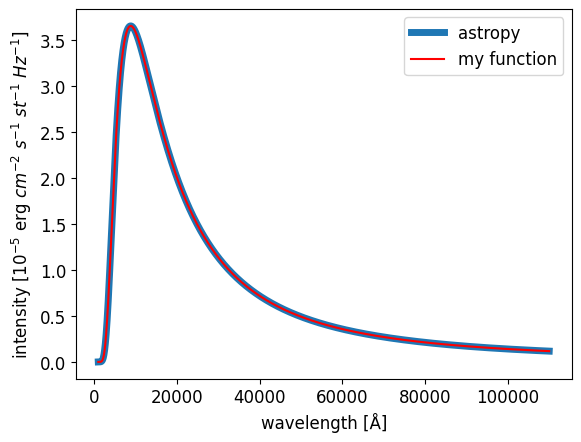 astropy
my function
intensity [10⁻⁵ erg cm⁻² s⁻¹ st⁻¹ Hz⁻¹]
3.5
3.0
2.5
2.0
1.5
1.0
0.5
0.0
0 20000 40000 60000 80000 100000
wavelength [Å]